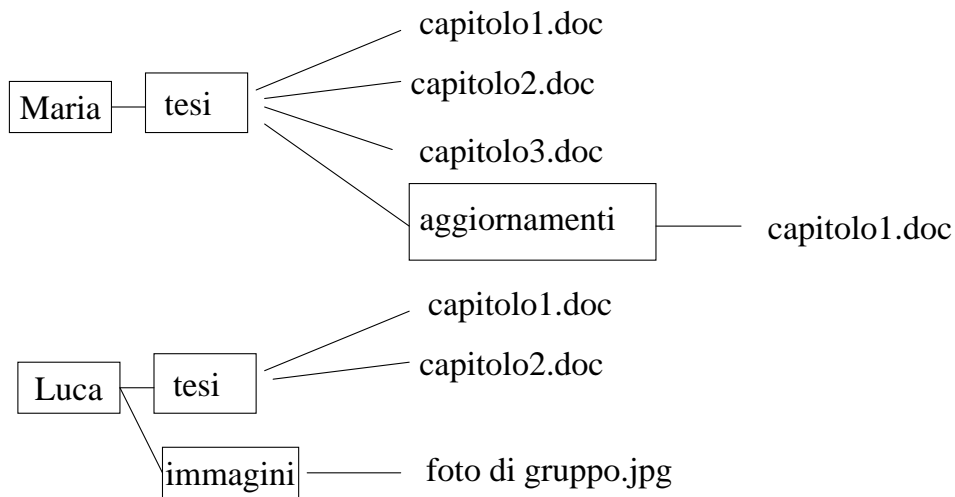 capitolo1.doc
Maria
tesi
capitolo2.doc
capitolo3.doc
aggiornamenti
capitolo1.doc
capitolo1.doc
Luca
tesi
capitolo2.doc
immagini
foto di gruppo.jpg